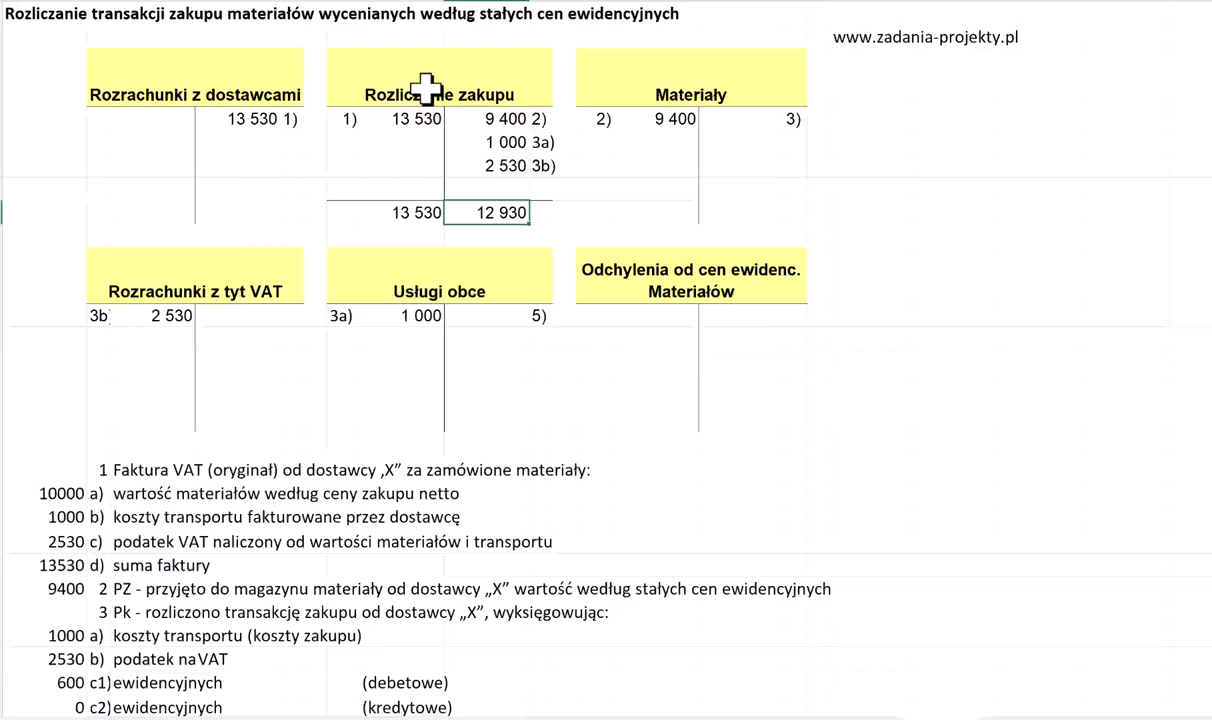 Rozliczanie transakcji zakupu materiałów wycenianych według stałych cen ewidencyjnych
www.zadania-projekty.pl
Rozrachunki z dostawcami
13 530 1)
zakupu
1) 13 530 9 400 2)
1 000 3a)
2 530 3b)
13 530 12 930
Materiały
2) 9 400 3)
Rozrachunki z tyt VAT
3b 2 530
Usługi obce
3a) 1 000 5)
Odchylenia od cen ewidenc.
Materiałów
1 Faktura VAT (oryginał) od dostawcy ‚X” za zamówione materiały:
10000 a) wartość materiałów według ceny zakupu netto
1000 b) koszty transportu fakturowane przez dostawcę
2530 c) podatek VAT naliczony od wartości materiałów i transportu
13530 d) suma faktury
9400 2 PZ - przyjęto do magazynu materiały od dostawcy „X” wartość według stałych cen ewidencyjnych
3 Pk - rozliczono transakcję zakupu od dostawcy „X”, wyksięgowując:
1000 a) koszty transportu (koszty zakupu)
2530 b) podatek na VAT
600 c1) ewidencyjnych (debetowe)
0 c2) ewidencyjnych (kredytowe)